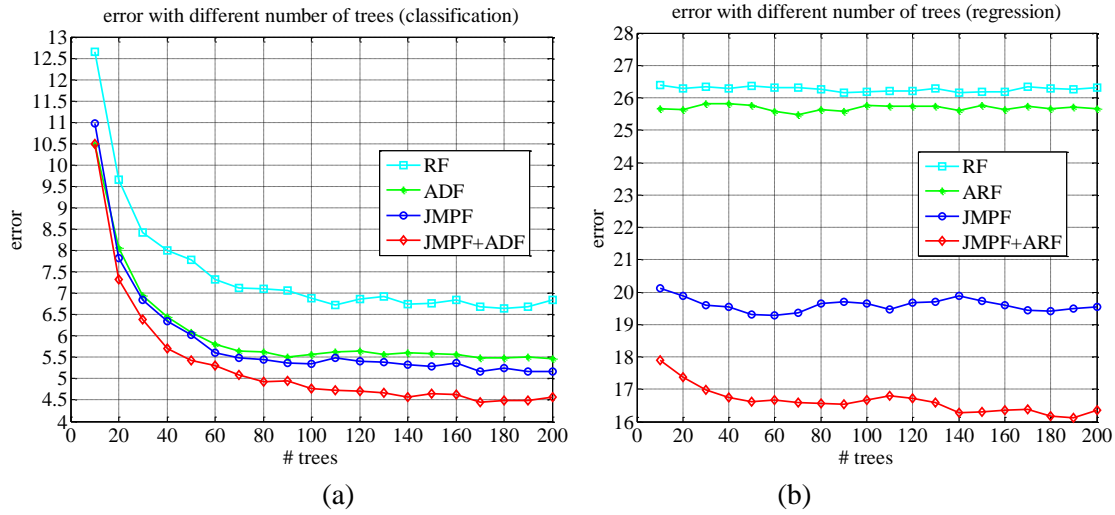 error with different number of trees (classification)
13
12.5
12
11.5
11
10.5
10
9.5
9
8.5
8
7.5
7
6.5
6
5.5
5
4.5
4
error
0 20 40 60 80 100 120 140 160 180 200
# trees
RF
ADF
JMPF
JMPF+ADF
(a)
error with different number of trees (regression)
28
27
26
25
24
23
22
21
20
19
18
17
16
error
0 20 40 60 80 100 120 140 160 180 200
# trees
RF
ARF
JMPF
JMPF+ARF
(b)